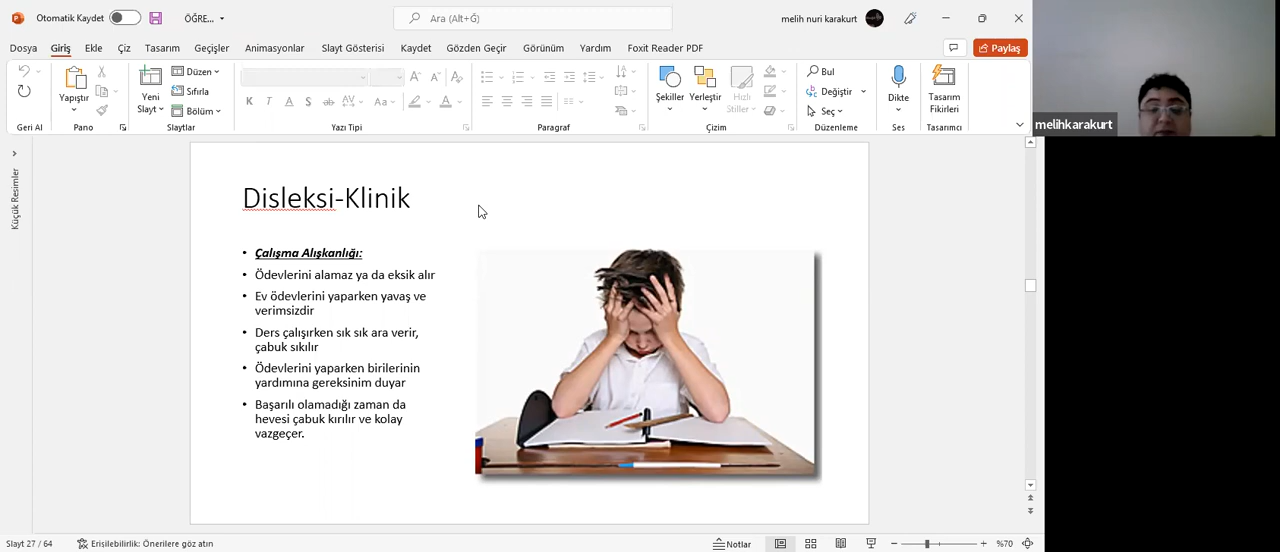 Otomatik Kaydet
ÖĞRE...
Ara (Alt+Ğ)
melih nuri karakurt
Dosya Giriş Ekle Çiz Tasarım Geçişler Animasyonlar Slayt Gösterisi Kaydet Gözden Geçir Görünüm Yardım Foxit Reader PDF
Paylaş
Geri Al
Yapıştır
Pano
Yeni
Slayt
Düzen
Sıfırla
Bölüm
Slaytlar
K T A S ab AV Aa A
Yazı Tipi
Paragraf
Şekiller
Yerleştir
Hızlı
Stiller
Çizim
Bul
Değiştir
Seç
Düzenleme
Dikte
Ses
Tasarım
Fikirleri
Tasarımcı
melihkarakurt
Küçük Resimler
Disleksi-Klinik
• Çalışma Alışkanlığı:
• Ödevlerini alamaz ya da eksik alır
• Ev ödevlerini yaparken yavaş ve
verimsizdir
• Ders çalışırken sık sık ara verir,
çabuk sıkılır
• Ödevlerini yaparken birilerinin
yardımına gereksinim duyar
• Başarılı olamadığı zaman da
hevesi çabuk kırılır ve kolay
vazgeçer.
Slayt 27 / 64
Erişilebilirlik: Önerilere göz atın
Notlar
%70